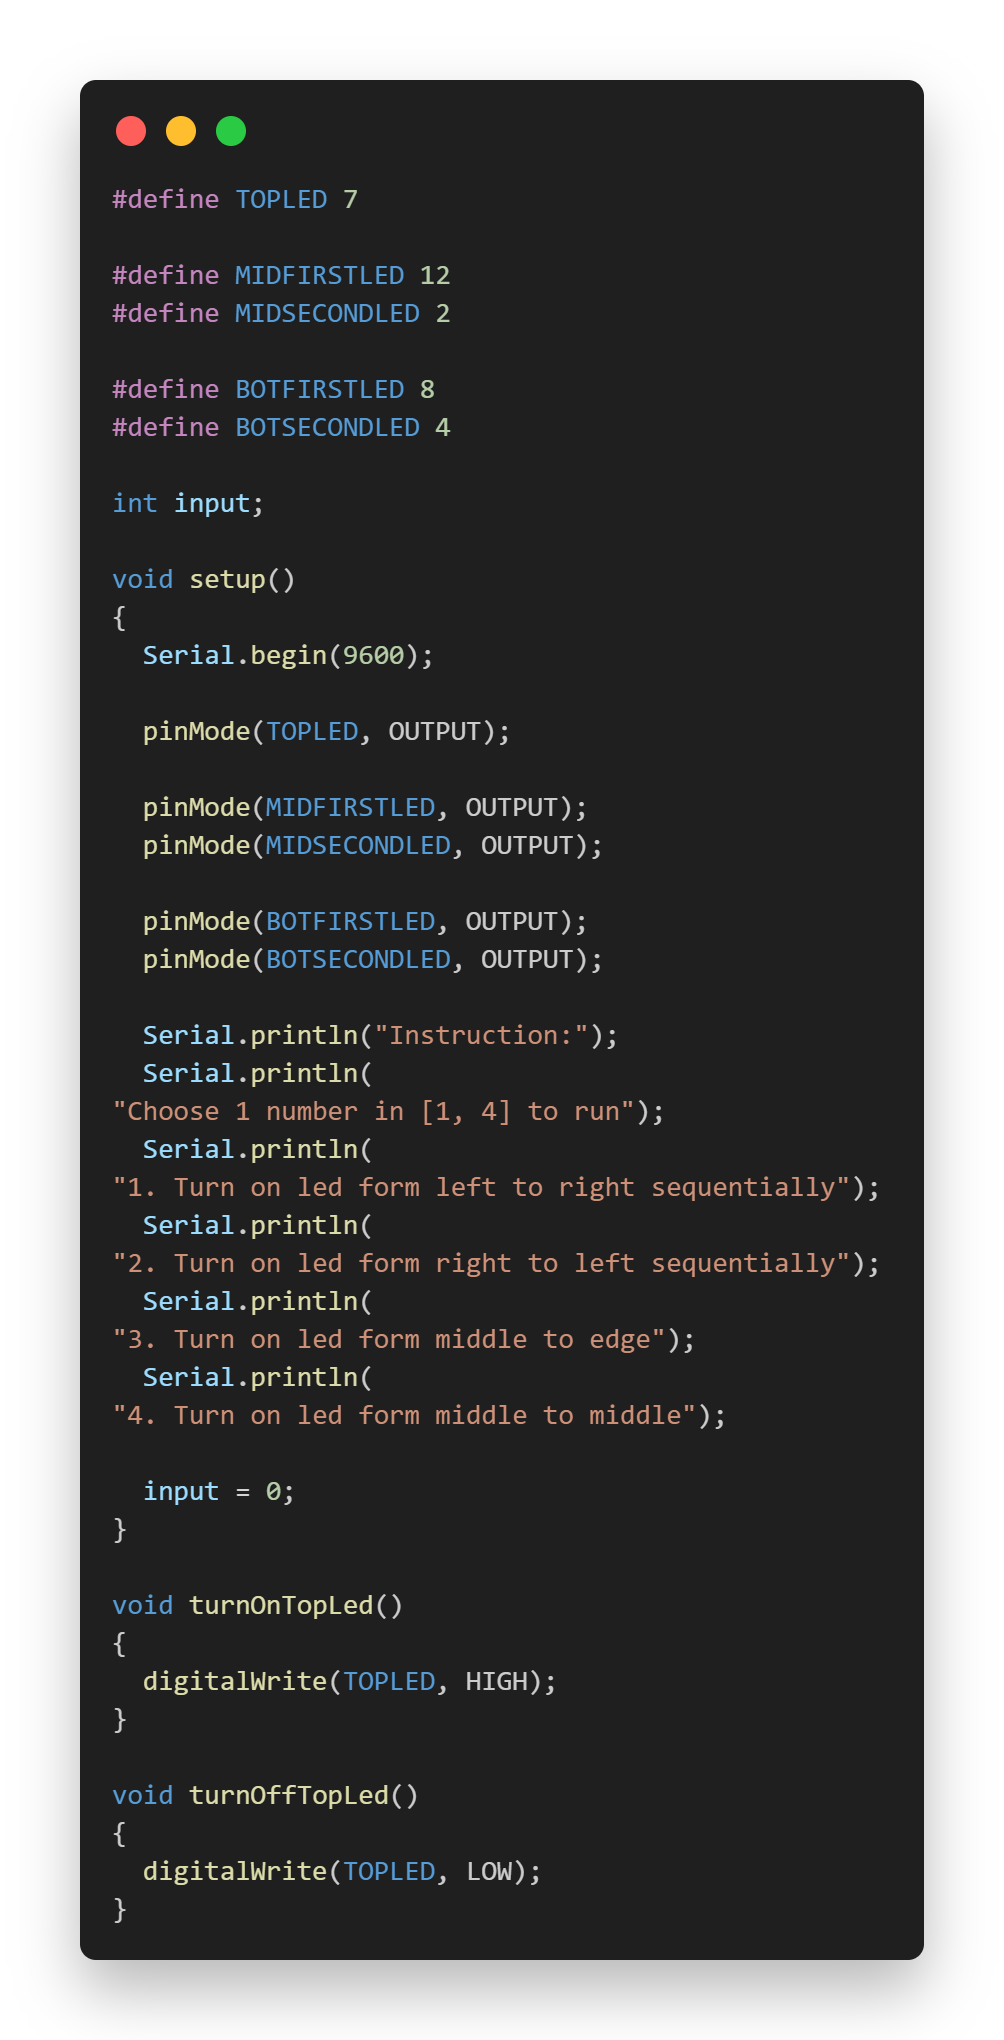 #define TOPLED 7

#define MIDFIRSTLED 12
#define MIDSECONDLED 2

#define BOTFIRSTLED 8
#define BOTSECONDLED 4

int input;

void setup()
{
  Serial.begin(9600);

  pinMode(TOPLED, OUTPUT);

  pinMode(MIDFIRSTLED, OUTPUT);
  pinMode(MIDSECONDLED, OUTPUT);

  pinMode(BOTFIRSTLED, OUTPUT);
  pinMode(BOTSECONDLED, OUTPUT);

  Serial.println("Instruction:");
  Serial.println(
"Choose 1 number in [1, 4] to run");
  Serial.println(
"1. Turn on led form left to right sequentially");
  Serial.println(
"2. Turn on led form right to left sequentially");
  Serial.println(
"3. Turn on led form middle to edge");
  Serial.println(
"4. Turn on led form middle to middle");

  input = 0;
}

void turnOnTopLed()
{
  digitalWrite(TOPLED, HIGH);
}

void turnOffTopLed()
{
  digitalWrite(TOPLED, LOW);
}